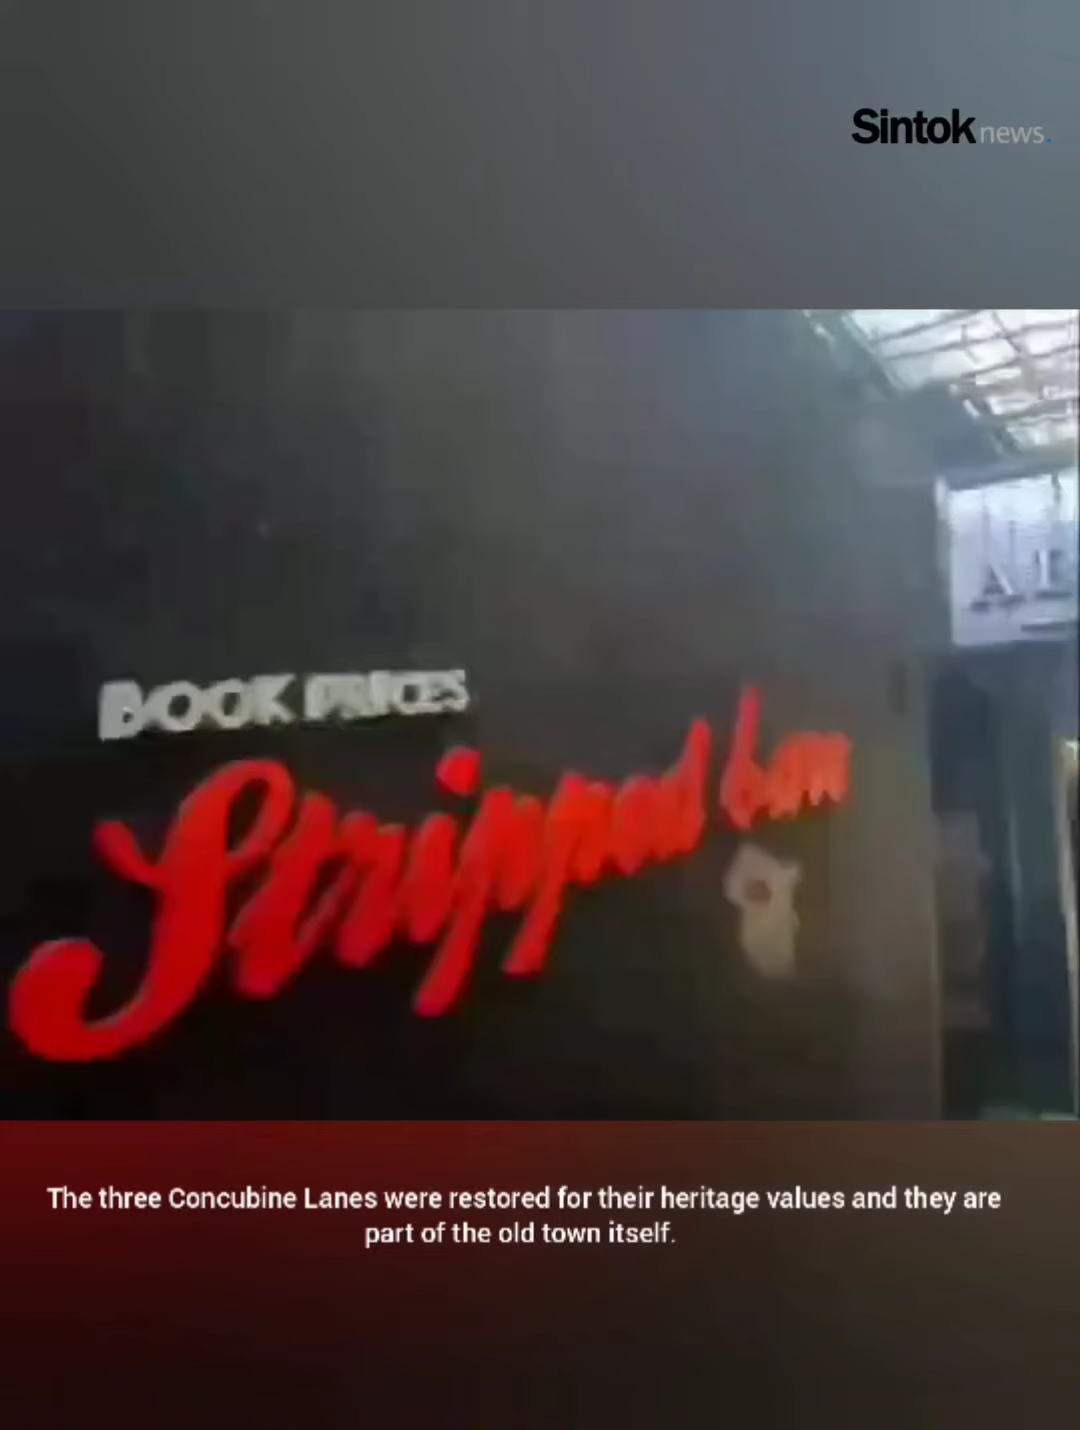 Sintok news.
BOOK PRICES
Stripped
The three Concubine Lanes were restored for their heritage values and they are
part of the old town itself.